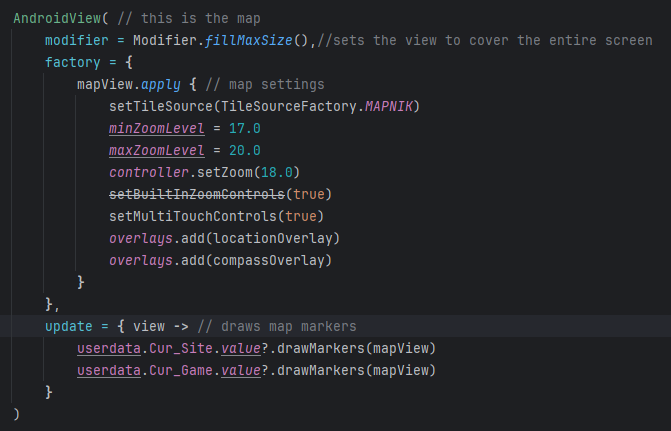 AndroidView( // this is the map
    modifier = Modifier.fillMaxSize(),//sets the view to cover the entire screen
    factory = {
        mapView.apply { // map settings
            setTileSource(TileSourceFactory.MAPNIK)
            minZoomLevel = 17.0
            maxZoomLevel = 20.0
            controller.setZoom(18.0)
            setBuiltInZoomControls(true)
            setMultiTouchControls(true)
            overlays.add(locationOverlay)
            overlays.add(compassOverlay)
        }
    },
    update = { view -> // draws map markers
        userdata.Cur_Site.value?.drawMarkers(mapView)
        userdata.Cur_Game.value?.drawMarkers(mapView)
    }
)